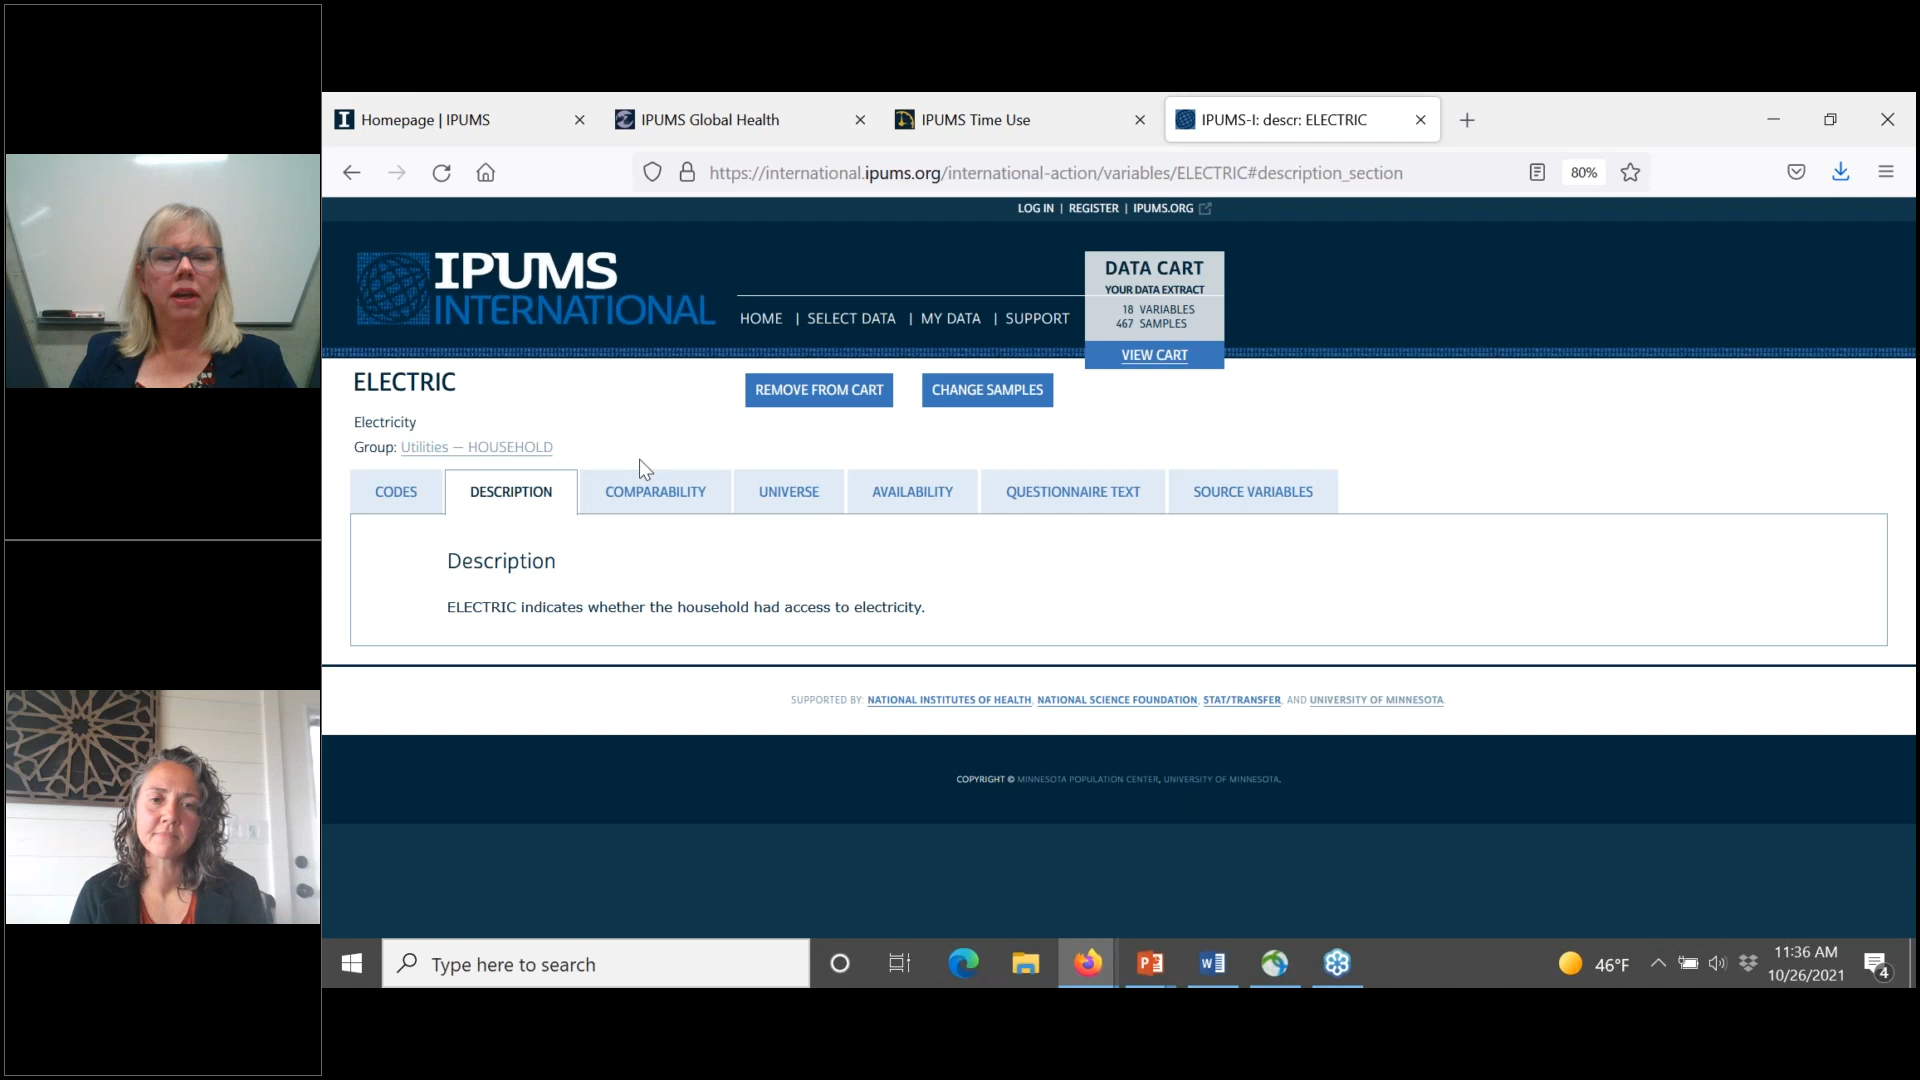 Homepage | IPUMS
IPUMS Global Health
IPUMS Time Use
IPUMS-I: descr: ELECTRIC
https://international.ipums.org/international-action/variables/ELECTRIC#description_section
80%
LOG IN | REGISTER | IPUMS.ORG
IPUMS
INTERNATIONAL
HOME | SELECT DATA | MY DATA | SUPPORT
DATA CART
YOUR DATA EXTRACT
18 VARIABLES
467 SAMPLES
VIEW CART
ELECTRIC
REMOVE FROM CART
CHANGE SAMPLES
Electricity
Group: Utilities — HOUSEHOLD
CODES
DESCRIPTION
COMPARABILITY
UNIVERSE
AVAILABILITY
QUESTIONNAIRE TEXT
SOURCE VARIABLES
Description
ELECTRIC indicates whether the household had access to electricity.
SUPPORTED BY: NATIONAL INSTITUTES OF HEALTH, NATIONAL SCIENCE FOUNDATION, STAT/TRANSFER, AND UNIVERSITY OF MINNESOTA.
COPYRIGHT © MINNESOTA POPULATION CENTER, UNIVERSITY OF MINNESOTA.
Type here to search
46°F
11:36 AM
10/26/2021
4